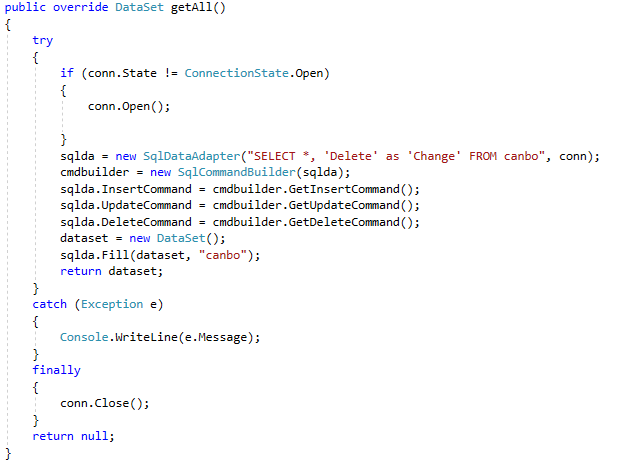 public override DataSet getAll()
{
    try
    {
        if (conn.State != ConnectionState.Open)
        {
            conn.Open();

        }
        sqlda = new SqlDataAdapter("SELECT *, 'Delete' as 'Change' FROM canbo", conn);
        cmdbuilder = new SqlCommandBuilder(sqlda);
        sqlda.InsertCommand = cmdbuilder.GetInsertCommand();
        sqlda.UpdateCommand = cmdbuilder.GetUpdateCommand();
        sqlda.DeleteCommand = cmdbuilder.GetDeleteCommand();
        dataset = new DataSet();
        sqlda.Fill(dataset, "canbo");
        return dataset;
    }
    catch (Exception e)
    {
        Console.WriteLine(e.Message);
    }
    finally
    {
        conn.Close();
    }
    return null;
}